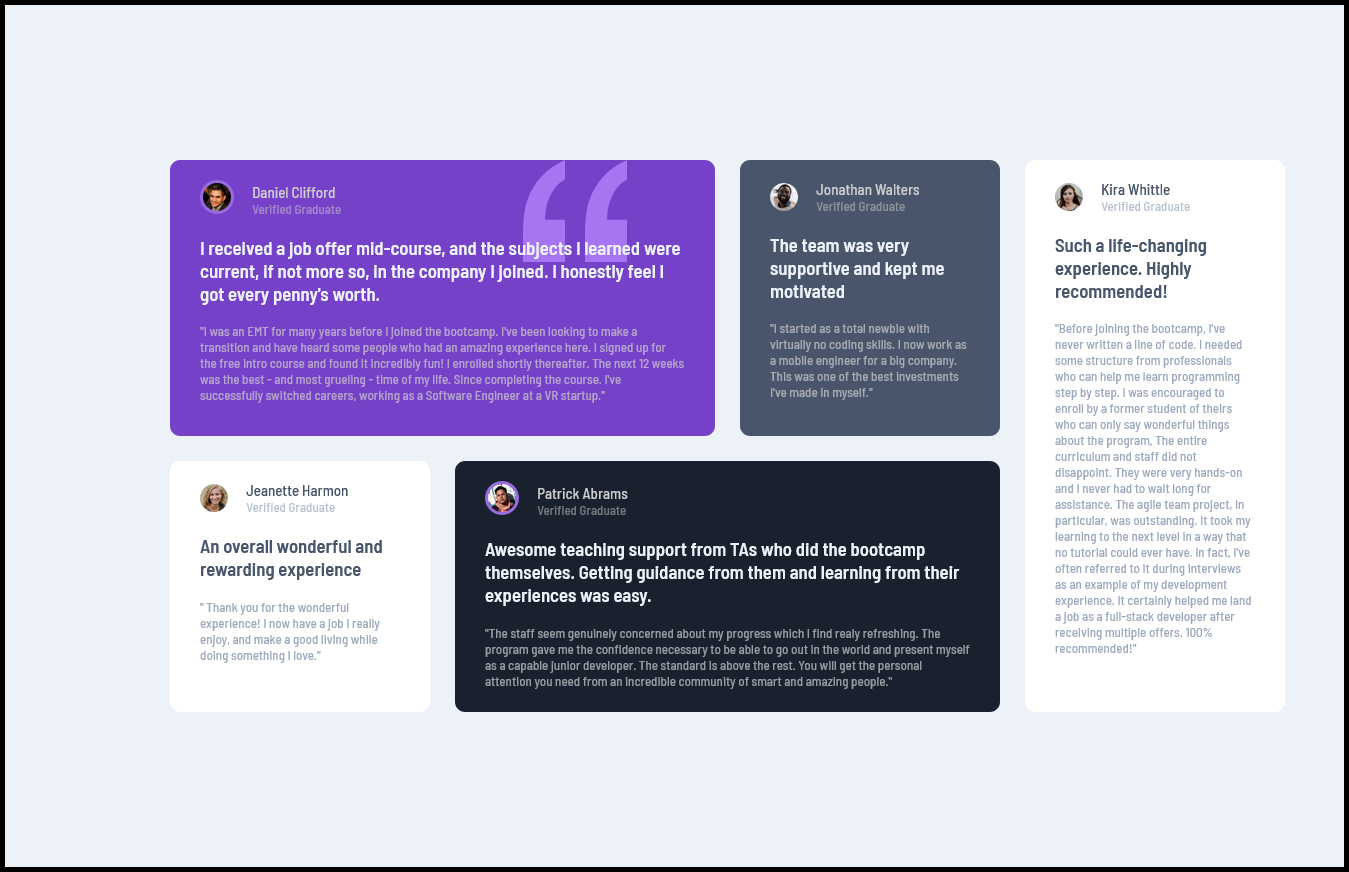 Daniel Clifford
Verified Graduate
I received a job offer mid-course, and the subjects I learned were
current, if not more so, in the company I joined. I honestly feel I
got every penny's worth.
"I was an EMT for many years before I joined the bootcamp. I've been looking to make a
transition and have heard some people who had an amazing experience here. I signed up for
the free intro course and found it incredibly fun! I enrolled shortly thereafter. The next 12 weeks
was the best - and most grueling - time of my life. Since completing the course. I've
successfully switched careers, working as a Software Engineer at a VR startup."
Jonathan Walters
Verified Graduate
The team was very
supportive and kept me
motivated
"I started as a total newbie with
virtually no coding skills. I now work as
a mobile engineer for a big company.
This was one of the best investments
I've made in myself."
Kira Whittle
Verified Graduate
Such a life-changing
experience. Highly
recommended!
"Before joining the bootcamp, I've
never written a line of code. I needed
some structure from professionals
who can help me learn programming
step by step. I was encouraged to
enroll by a former student of theirs
who can only say wonderful things
about the program, The entire
curriculum and staff did not
disappoint. They were very hands-on
and I never had to wait long for
assistance. The agile team project, in
particular, was outstanding. It took my
learning to the next level in a way that
no tutorial could ever have. In fact, I've
often referred to it during interviews
as an example of my development
experience. It certainly helped me land
a job as a full-stack developer after
receiving multiple offers. 100%
recommended!"
Jeanette Harmon
Verified Graduate
An overall wonderful and
rewarding experience
" Thank you for the wonderful
experience! I now have a job I really
enjoy, and make a good living while
doing something I love."
Patrick Abrams
Verified Graduate
Awesome teaching support from TAs who did the bootcamp
themselves. Getting guidance from them and learning from their
experiences was easy.
"The staff seem genuinely concerned about my progress which I find realy refreshing. The
program gave me the confidence necessary to be able to go out in the world and present myself
as a capable junior developer. The standard is above the rest. You will get the personal
attention you need from an incredible community of smart and amazing people."